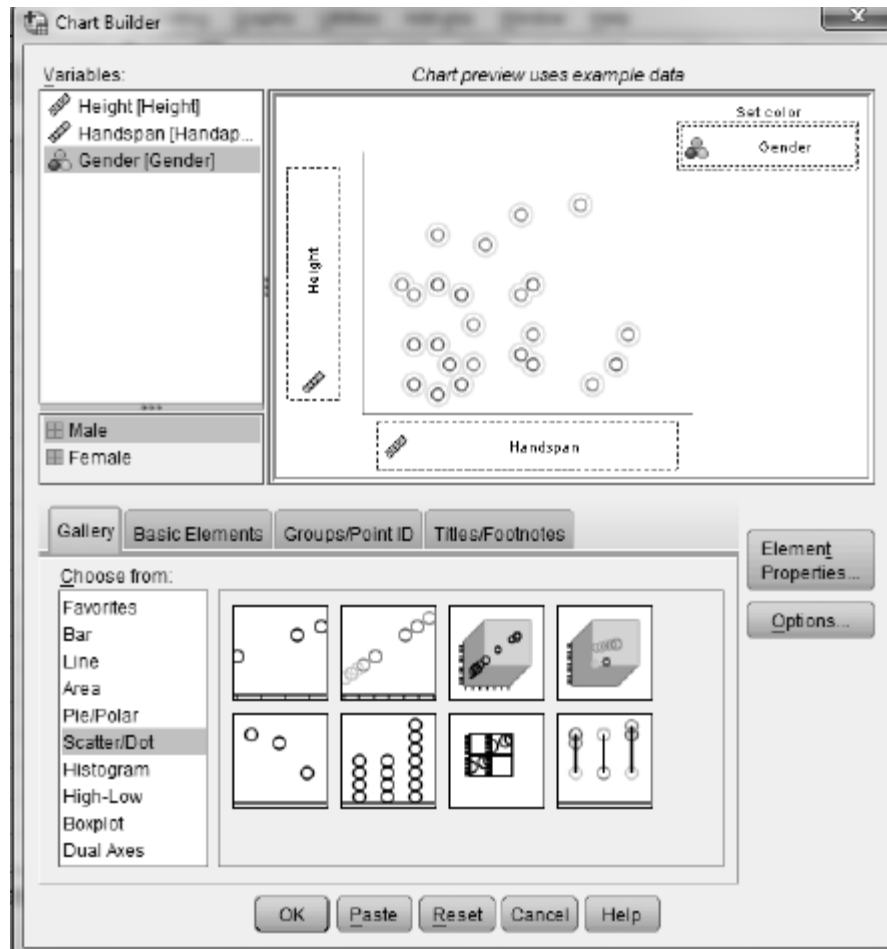 Chart Builder
Variables:
Chart preview uses example data
Height [Height]
Handspan [Handap...
Gender [Gender]
Set color
Gender
Height
Handspan
Male
Female
Gallery
Basic Elements
Groups/Point ID
Titles/Footnotes
Choose from:
Favorites
Bar
Line
Area
Pie/Polar
Scatter/Dot
Histogram
High-Low
Boxplot
Dual Axes
Element
Properties...
Options...
OK
Paste
Reset
Cancel
Help